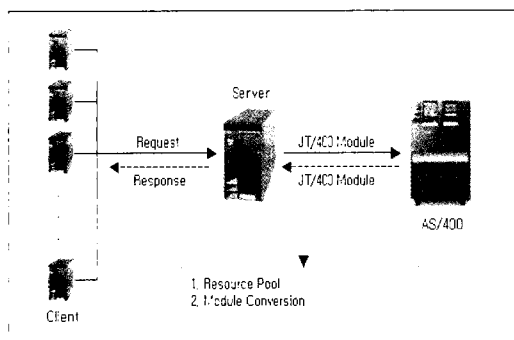 Server
Request
JT/400 Module
Response
JT/400 Module
AS/400
1. Resource Pool
2. Module Conversion
Client